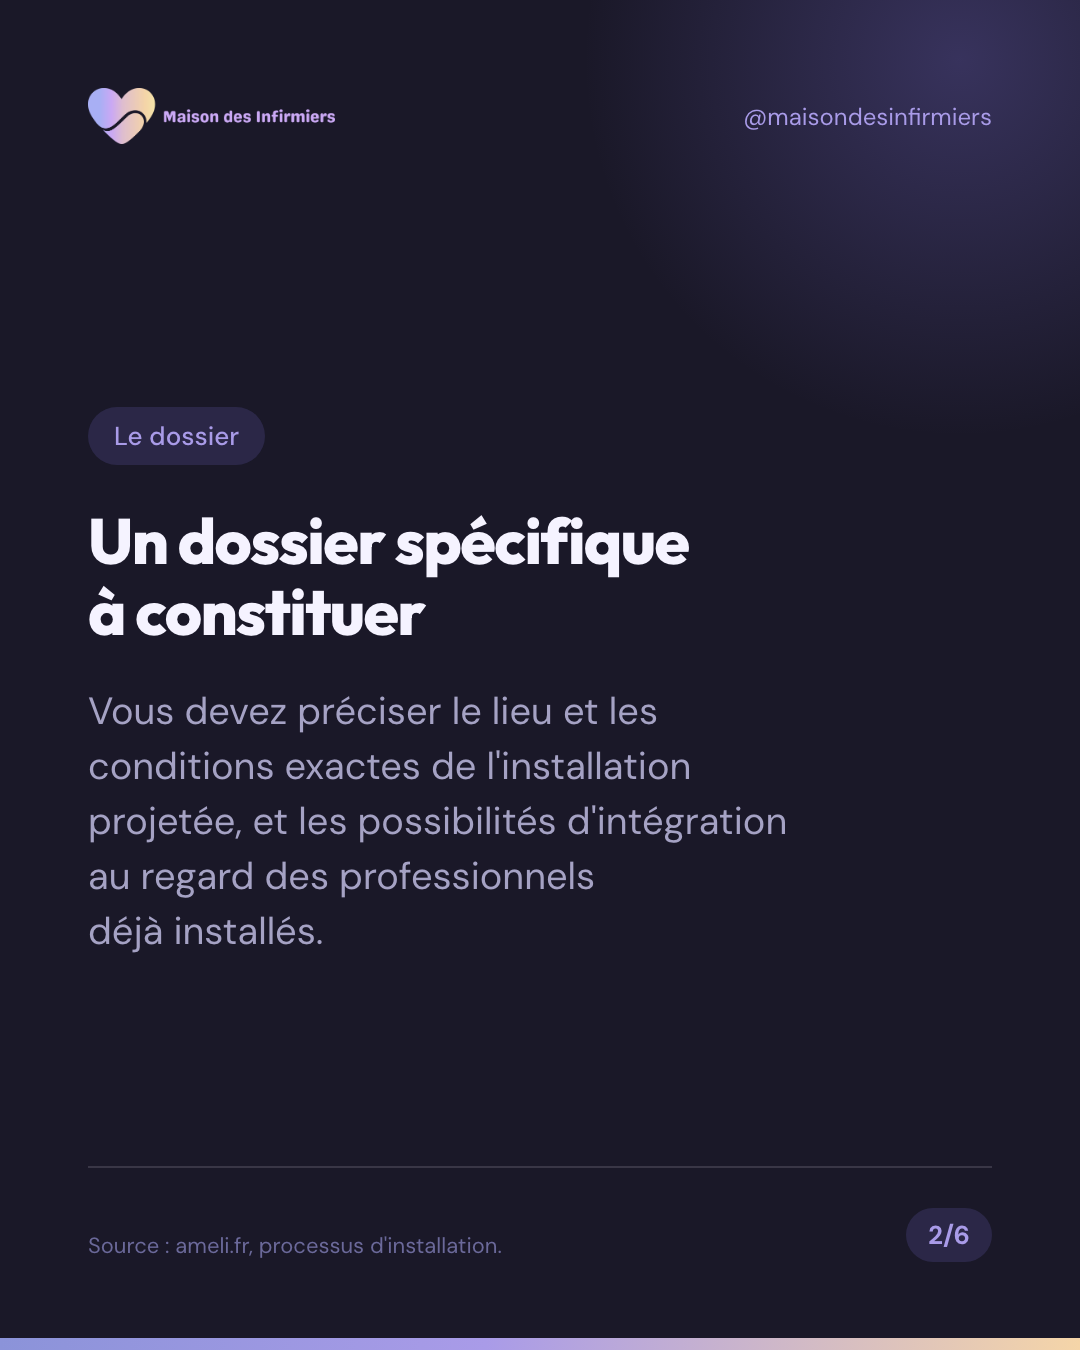 Maison des Infirmiers
@maisondesinfirmiers
Le dossier
Un dossier spécifique
à constituer
Vous devez préciser le lieu et les
conditions exactes de l'installation
projetée, et les possibilités d'intégration
au regard des professionnels
déjà installés.
Source : ameli.fr, processus d'installation.
2/6